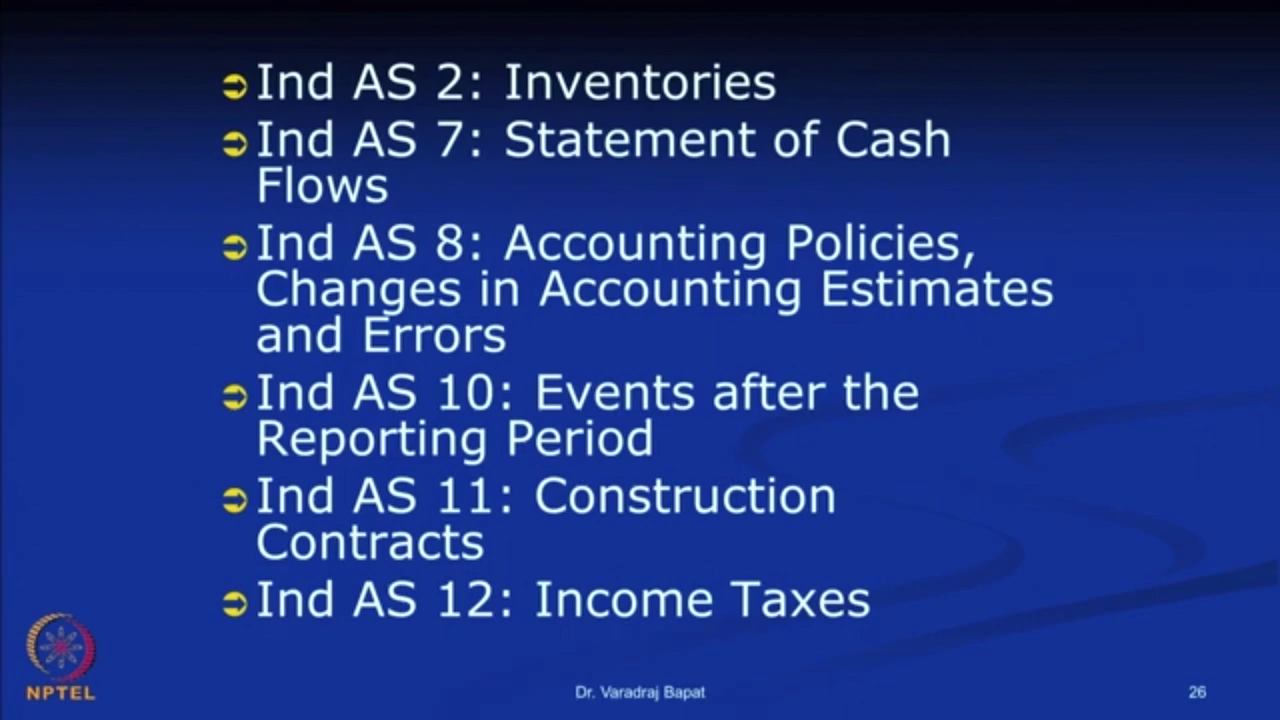 Ind AS 2: Inventories
Ind AS 7: Statement of Cash
Flows
Ind AS 8: Accounting Policies,
Changes in Accounting Estimates
and Errors
Ind AS 10: Events after the
Reporting Period
Ind AS 11: Construction
Contracts
Ind AS 12: Income Taxes
NPTEL
Dr. Varadraj Bapat
26